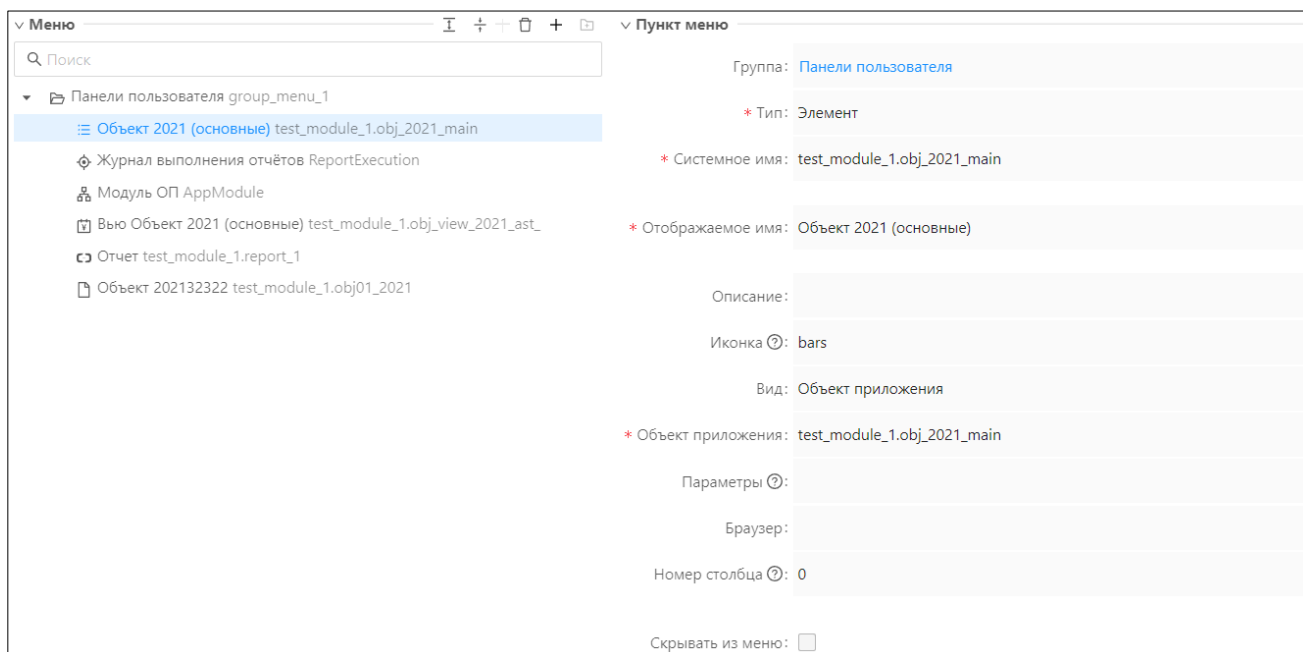 Меню
Поиск
Панели пользователя group_menu_1
Объект 2021 (основные) test_module_1.obj_2021_main
Журнал выполнения отчётов ReportExecution
Модуль ОП AppModule
Вью Объект 2021 (основные) test_module_1.obj_view_2021_ast_
Отчет test_module_1.report_1
Объект 202132322 test_module_1.obj01_2021
Пункт меню
Группа: Панели пользователя
* Тип: Элемент
* Системное имя: test_module_1.obj_2021_main
* Отображаемое имя: Объект 2021 (основные)
Описание:
Иконка ?: bars
Вид: Объект приложения
* Объект приложения: test_module_1.obj_2021_main
Параметры ?:
Браузер:
Номер столбца ?: 0
Скрывать из меню: